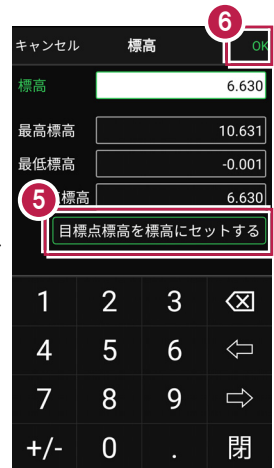 6
キャンセル 標高 OK
標高 6.630
最高標高 10.631
最低標高 -0.001
5 標高 6.630
目標点標高を標高にセットする
1 2 3
4 5 6
7 8 9
+/- 0 . 閉